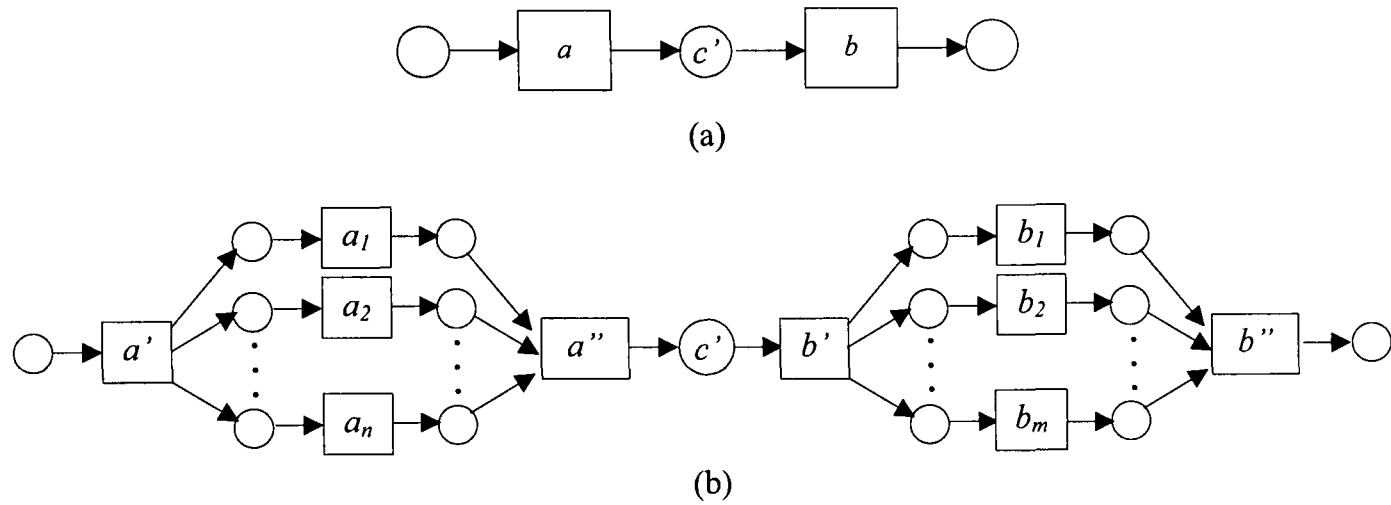 a c' b
(a)
a₁ b₁
a₂ b₂
a' a'' c' b' b''
aₙ bₘ
(b)